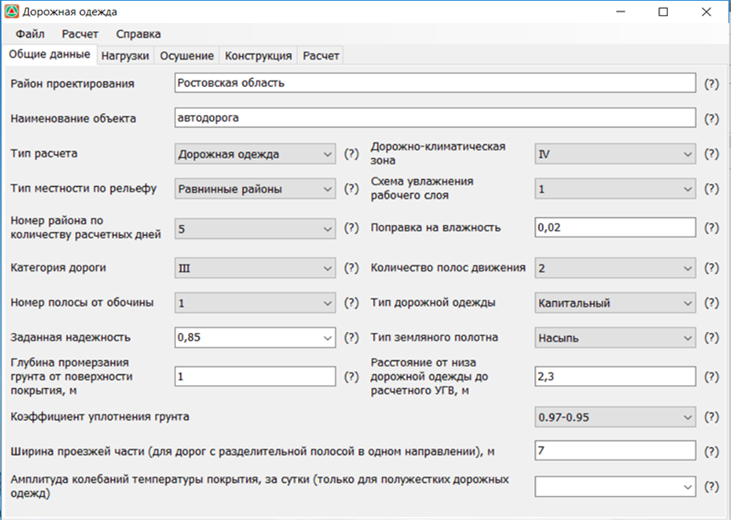 Дорожная одежда
Файл Расчет Справка
Общие данные Нагрузки Осушение Конструкция Расчет
Район проектирования Ростовская область (?)
Наименование объекта автодорога (?)
Тип расчета Дорожная одежда (?)
Дорожно-климатическая
зона IV (?)
Тип местности по рельефу Равнинные районы (?)
Схема увлажнения
рабочего слоя 1 (?)
Номер района по
количеству расчетных дней 5 (?)
Поправка на влажность 0,02 (?)
Категория дороги III (?)
Количество полос движения 2 (?)
Номер полосы от обочины 1 (?)
Тип дорожной одежды Капитальный (?)
Заданная надежность 0,85 (?)
Тип земляного полотна Насыпь (?)
Глубина промерзания
грунта от поверхности
покрытия, м 1 (?)
Расстояние от низа
дорожной одежды до
расчетного УГВ, м 2,3 (?)
Коэффициент уплотнения грунта 0.97-0.95 (?)
Ширина проезжей части (для дорог с разделительной полосой в одном направлении), м 7 (?)
Амплитуда колебаний температуры покрытия, за сутки (только для полужестких дорожных
одежд) (?)